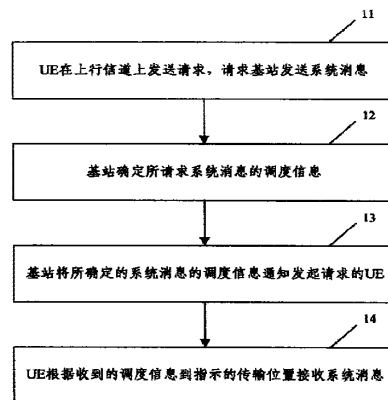 11
UE在上行信道上发送请求，请求基站发送系统消息
12
基站确定所请求系统消息的调度信息
13
基站将所确定的系统消息的调度信息通知发起请求的UE
14
UE根据收到的调度信息到指示的传输位置接收系统消息